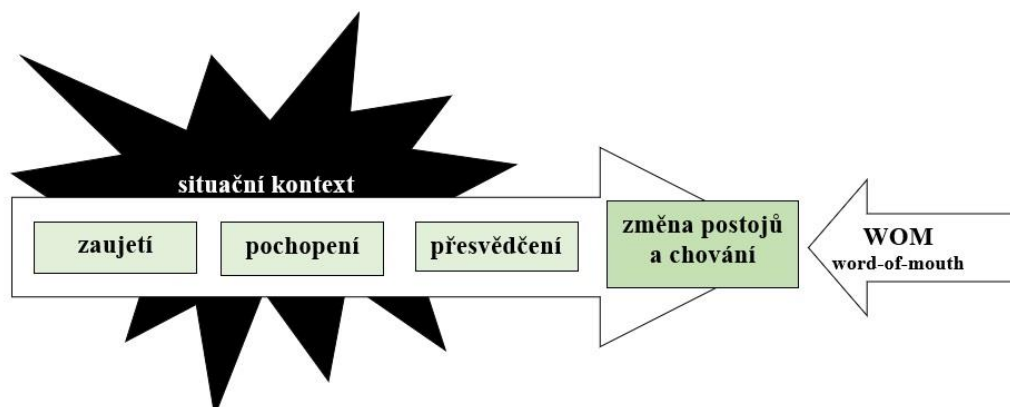 situační kontext
zaujetí
pochopení
přesvědčení
změna postojů
a chování
WOM
word-of-mouth